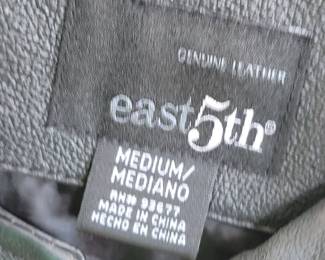 GENUINE LEATHER
east5th®
MEDIUM/
MEDIANO
RN# 93677
MADE IN CHINA
HECHO EN CHINA